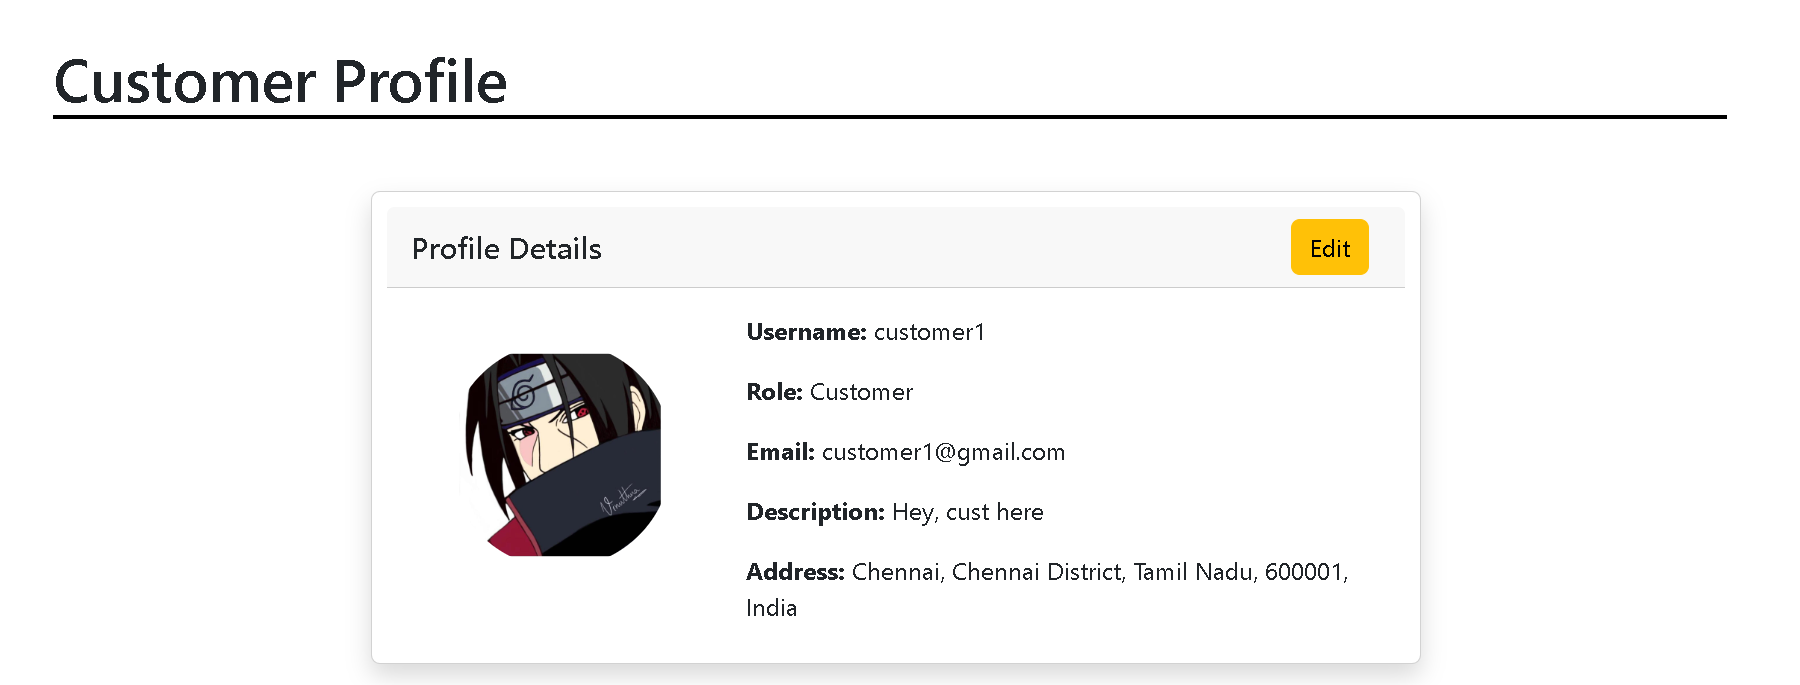 Customer Profile
Profile Details
Edit
Username: customer1
Role: Customer
Email: customer1@gmail.com
Description: Hey, cust here
Address: Chennai, Chennai District, Tamil Nadu, 600001,
India